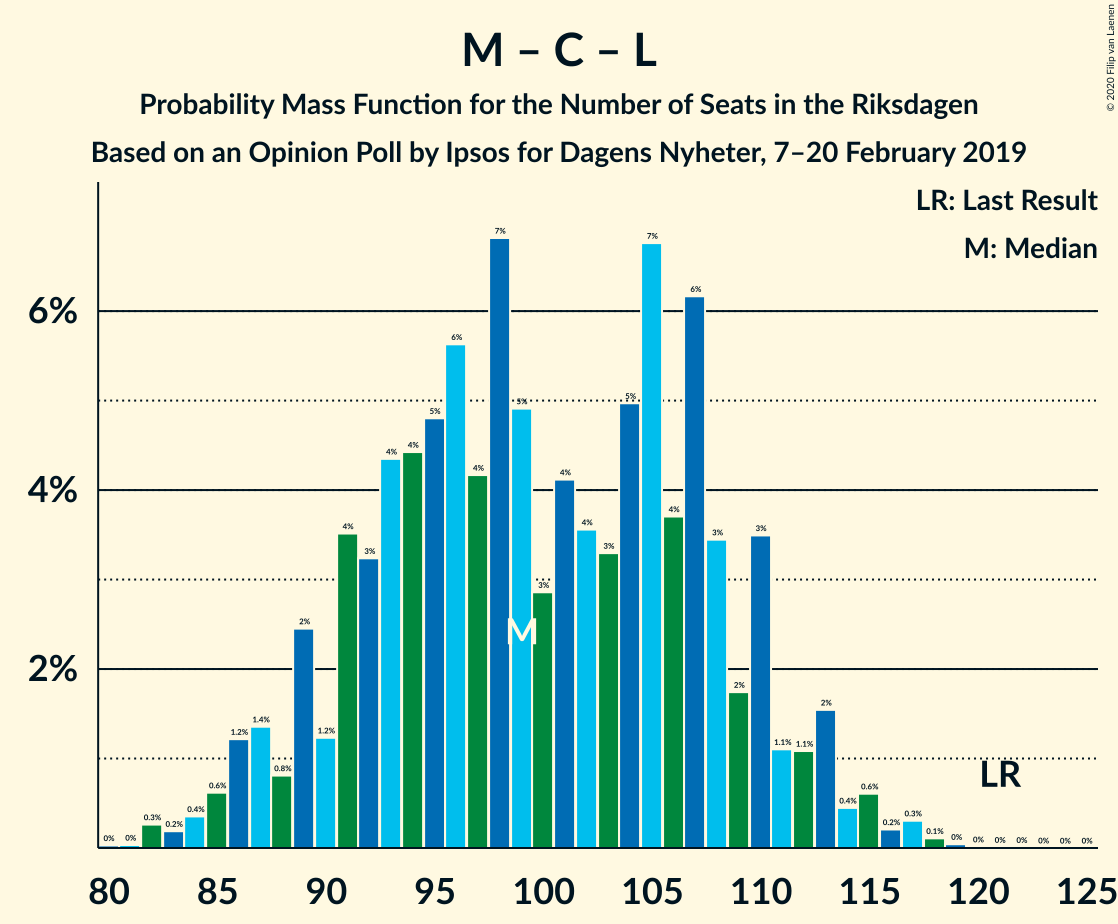 M – C – L
Probability Mass Function for the Number of Seats in the Riksdagen
Based on an Opinion Poll by Ipsos for Dagens Nyheter, 7–20 February 2019
© 2020 Filip van Laenen
LR: Last Result
M: Median
6%
4%
2%
0% 0% 0.3% 0.2% 0.4% 0.6% 1.2% 1.4% 0.8% 2% 1.2% 4% 3% 4% 4% 5% 6% 4% 7% 5% 3% 4% 4% 3% 5% 7% 4% 6% 3% 2% 3% 1.1% 1.1% 2% 0.4% 0.6% 0.2% 0.3% 0.1% 0% 0% 0% 0% 0% 0% 0%
M
LR
80 85 90 95 100 105 110 115 120 125